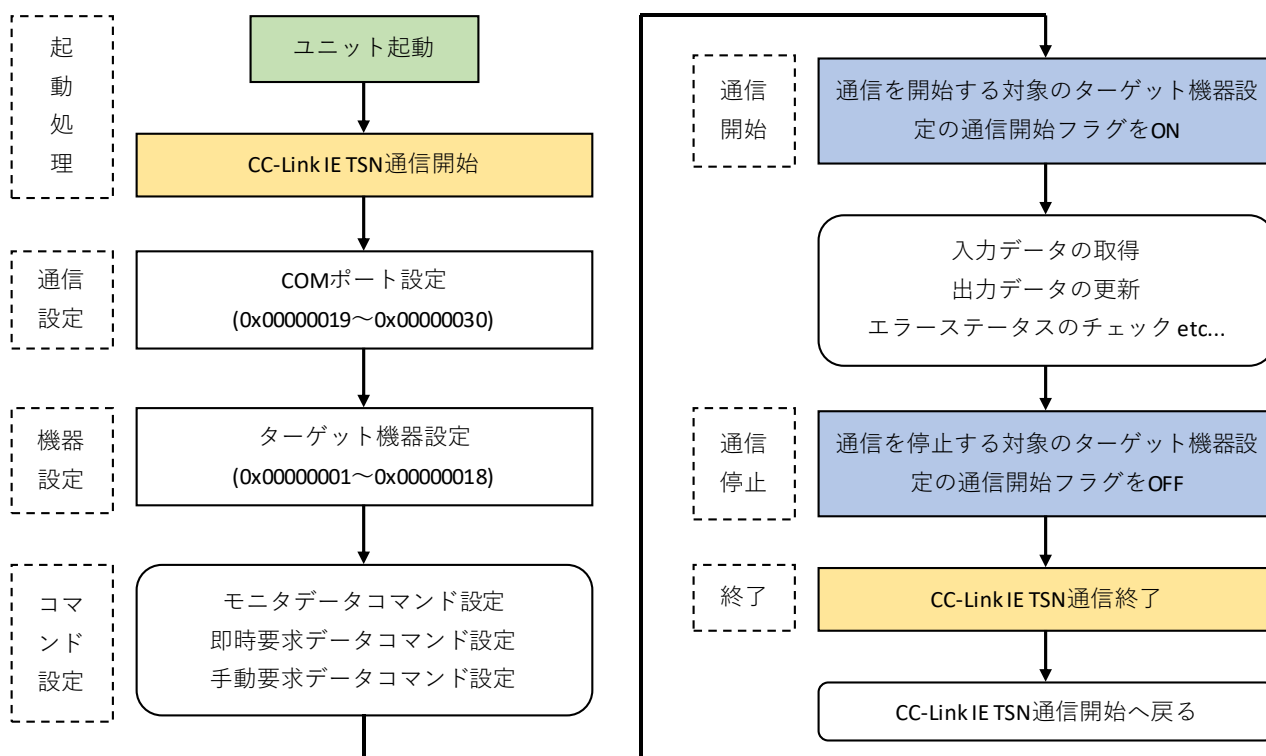 起
動
処
理
ユニット起動
CC-Link IE TSN通信開始
通信
設定
COMポート設定
(0x00000019～0x00000030)
機器
設定
ターゲット機器設定
(0x00000001～0x00000018)
コマ
ンド
設定
モニタデータコマンド設定
即時要求データコマンド設定
手動要求データコマンド設定
通信
開始
通信を開始する対象のターゲット機器設
定の通信開始フラグをON
入力データの取得
出力データの更新
エラーステータスのチェック etc...
通信
停止
通信を停止する対象のターゲット機器設
定の通信開始フラグをOFF
終了
CC-Link IE TSN通信終了
CC-Link IE TSN通信開始へ戻る